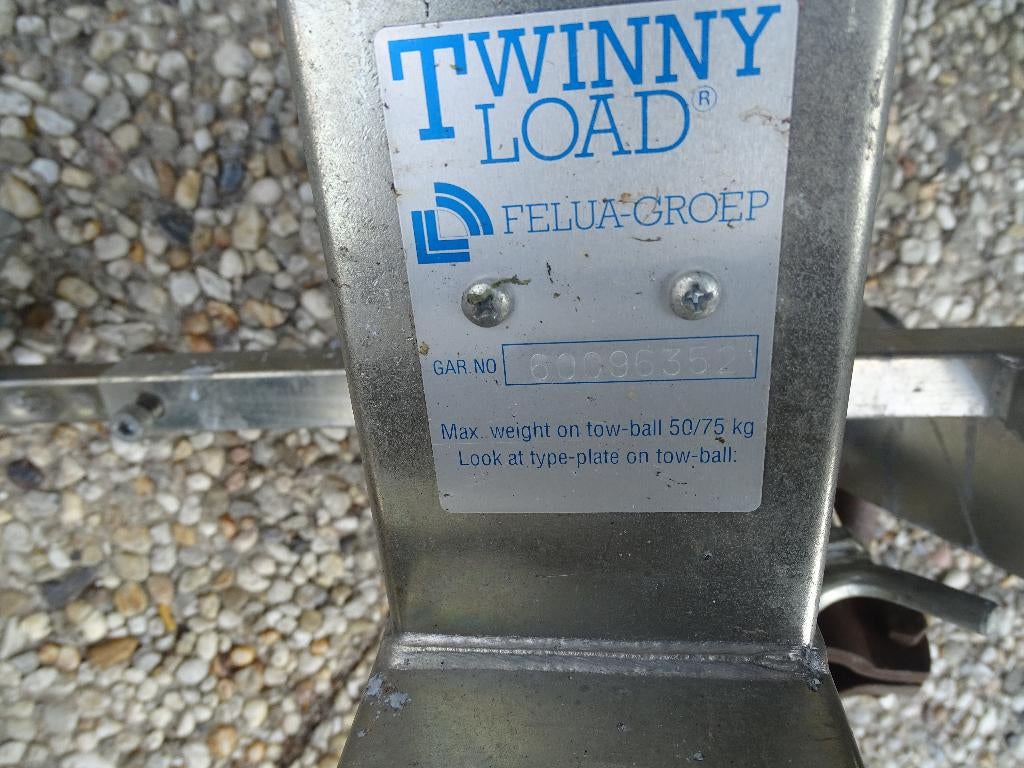 TWINNY
LOAD®
FELUA-GROEP
GAR. NO 60096352
Max. weight on tow-ball 50/75 kg
Look at type-plate on tow-ball: